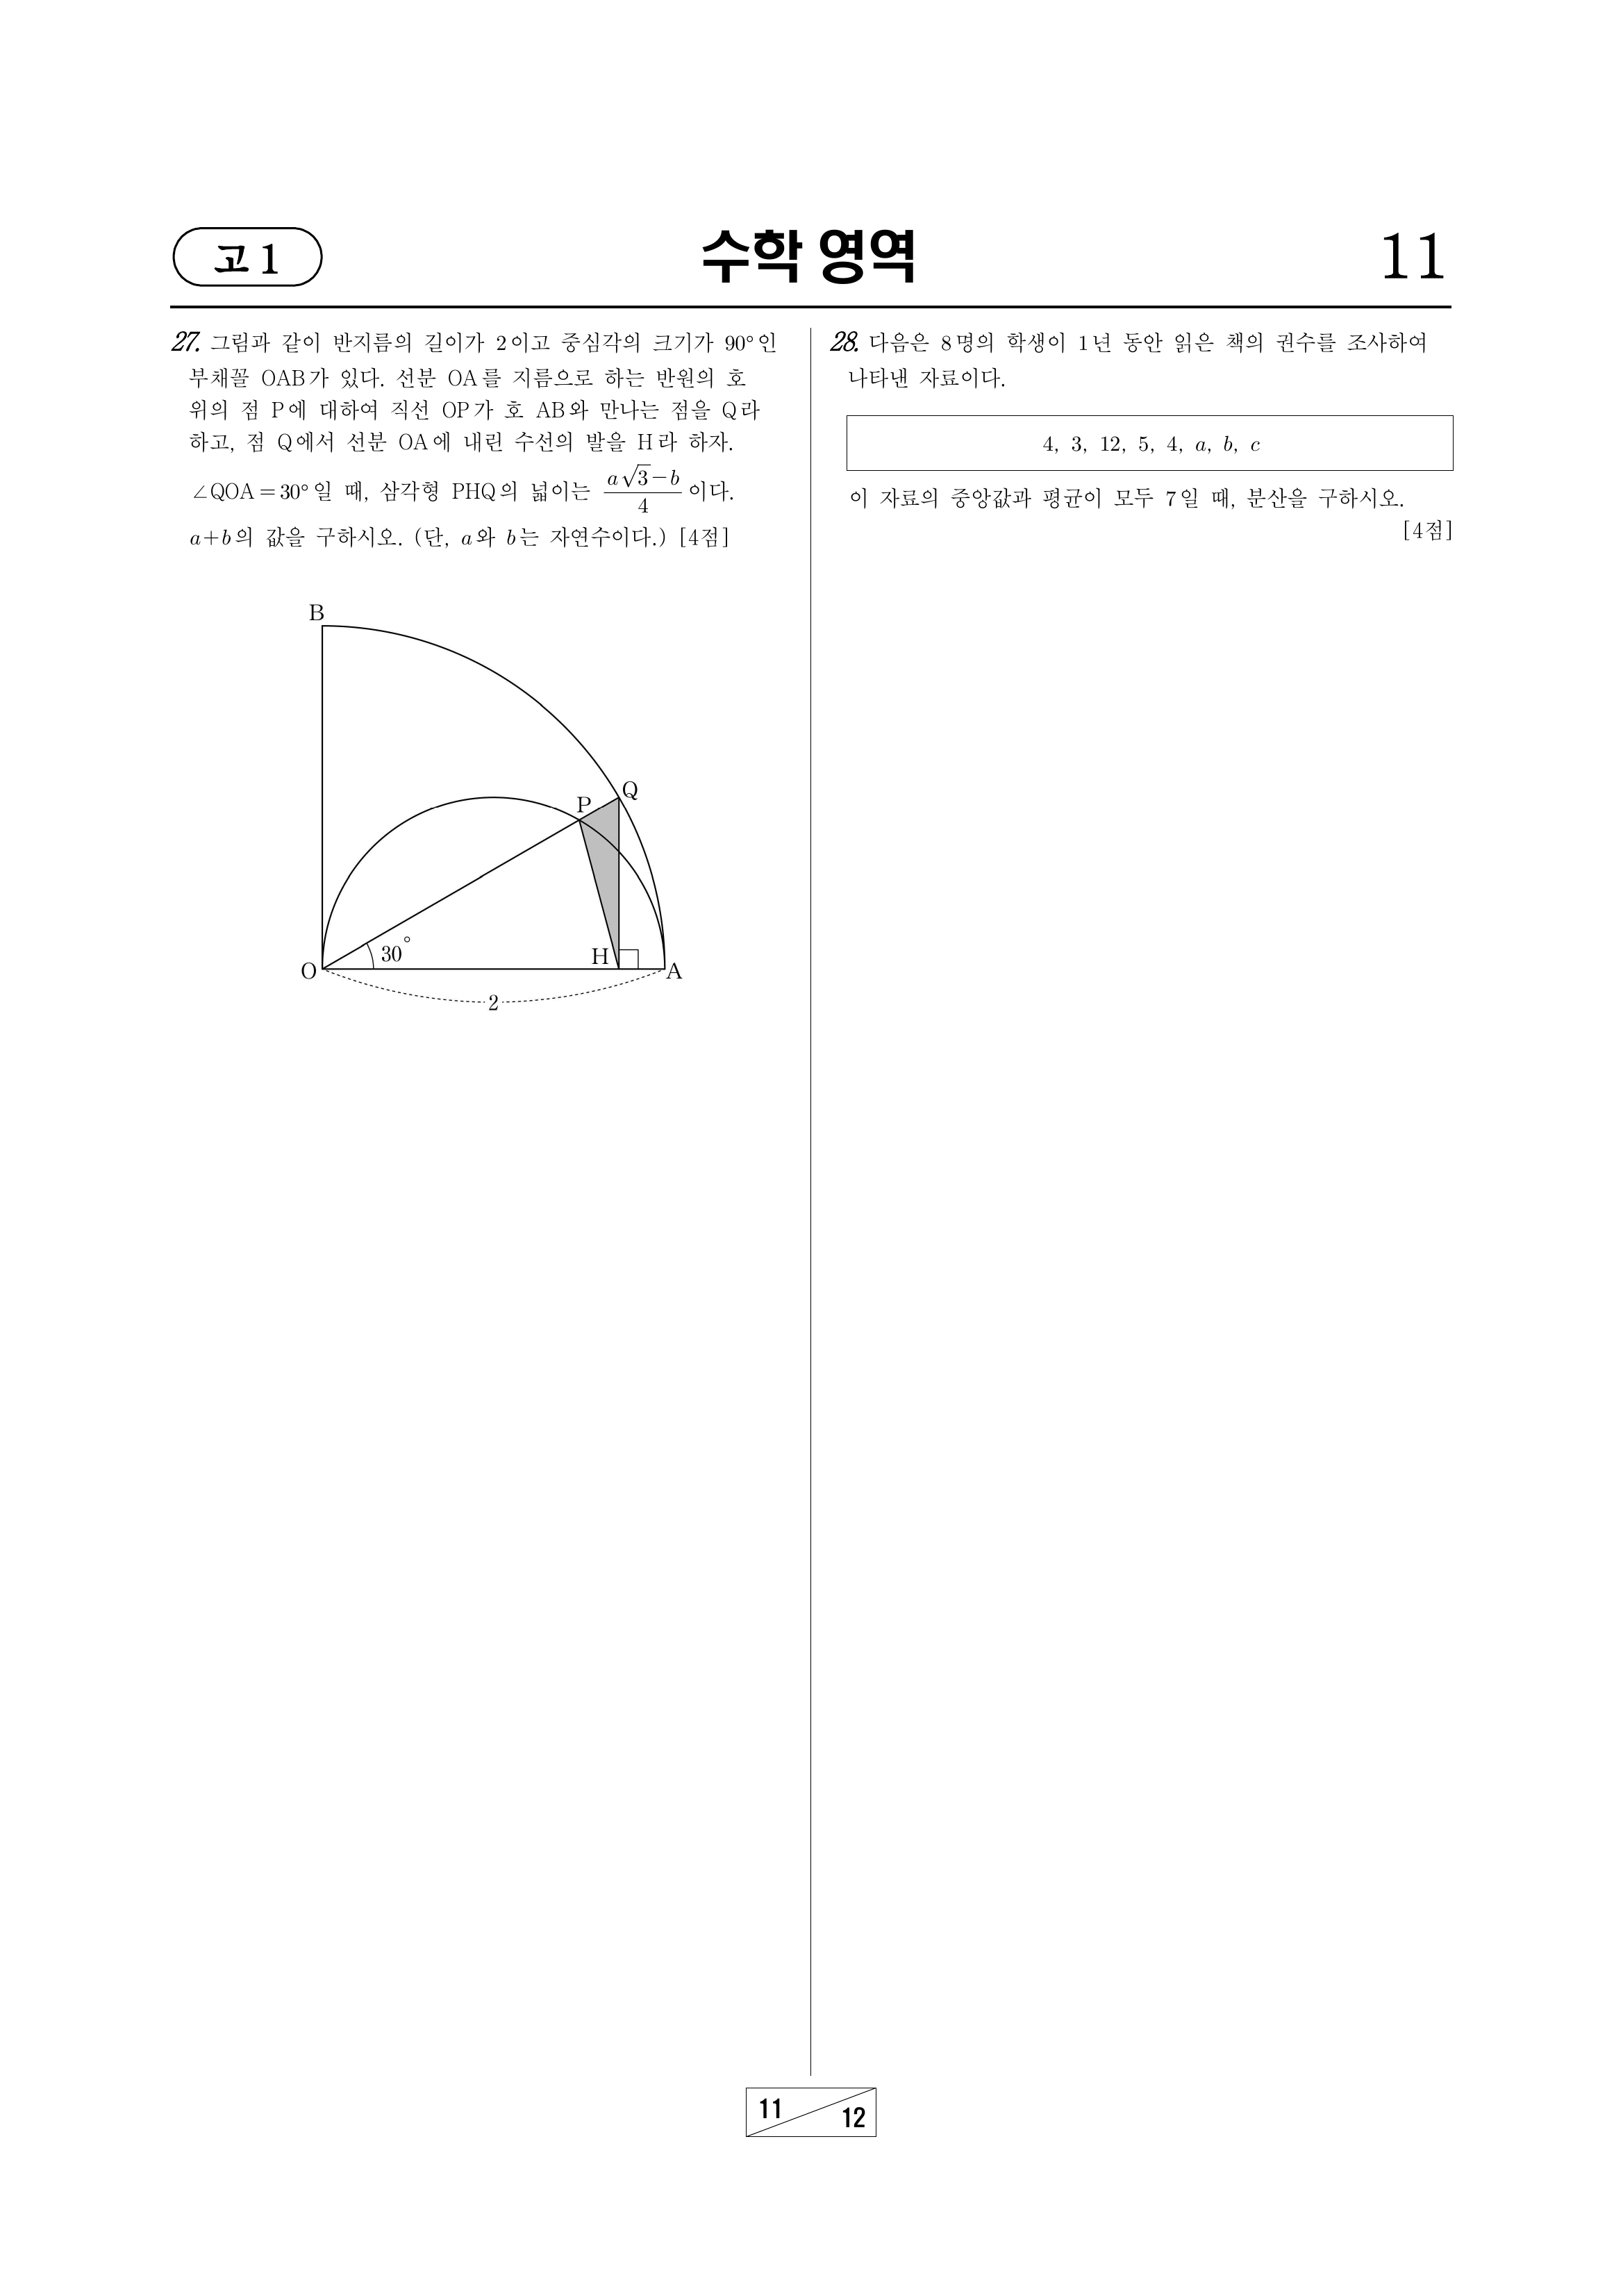 고 1
수학 영역
11
27. 그림과 같이 반지름의 길이가 2이고 중심각의 크기가 90°인
부채꼴 OAB가 있다. 선분 OA를 지름으로 하는 반원의 호
위의 점 P에 대하여 직선 OP가 호 AB와 만나는 점을 Q라
하고, 점 Q에서 선분 OA에 내린 수선의 발을 H라 하자.
∠QOA=30°일 때, 삼각형 PHQ의 넓이는 (a√3-b)/4 이다.
a+b의 값을 구하시오. (단, a와 b는 자연수이다.) [4점]
B
Q
P
30°
H
O
A
2
28. 다음은 8명의 학생이 1년 동안 읽은 책의 권수를 조사하여
나타낸 자료이다.
4, 3, 12, 5, 4, a, b, c
이 자료의 중앙값과 평균이 모두 7일 때, 분산을 구하시오.
[4점]
11
12